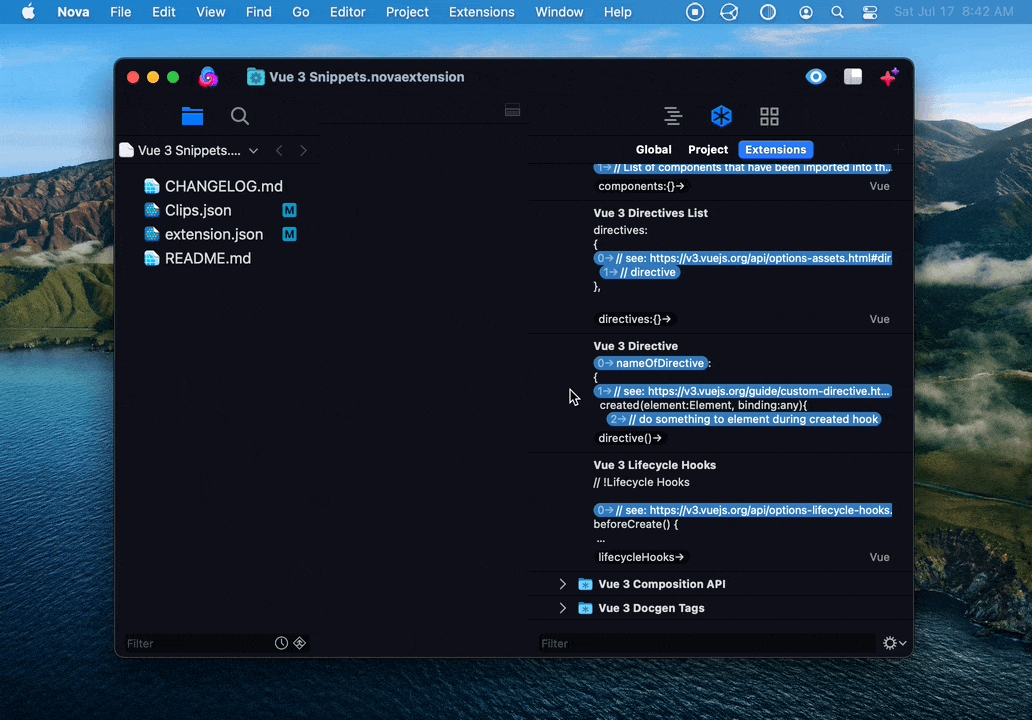 Nova File Edit View Find Go Editor Project Extensions Window Help Sat Jul 17 8:42 AM
Vue 3 Snippets.novaextension
Vue 3 Snippets....
CHANGELOG.md
Clips.json M
extension.json M
README.md
Filter
Global Project Extensions
1→ // List of components that have been imported into th...
components:{}→ Vue
Vue 3 Directives List
directives:
{
0→ // see: https://v3.vuejs.org/api/options-assets.html#dir
1→ // directive
},
directives:{}→ Vue
Vue 3 Directive
0→ nameOfDirective :
{
1→ // see: https://v3.vuejs.org/guide/custom-directive.ht...
created(element:Element, binding:any){
2→ // do something to element during created hook
directive()→
Vue 3 Lifecycle Hooks
// !Lifecycle Hooks
0→ // see: https://v3.vuejs.org/api/options-lifecycle-hooks.
beforeCreate() {
...
lifecycleHooks→ Vue
Vue 3 Composition API
Vue 3 Docgen Tags
Filter